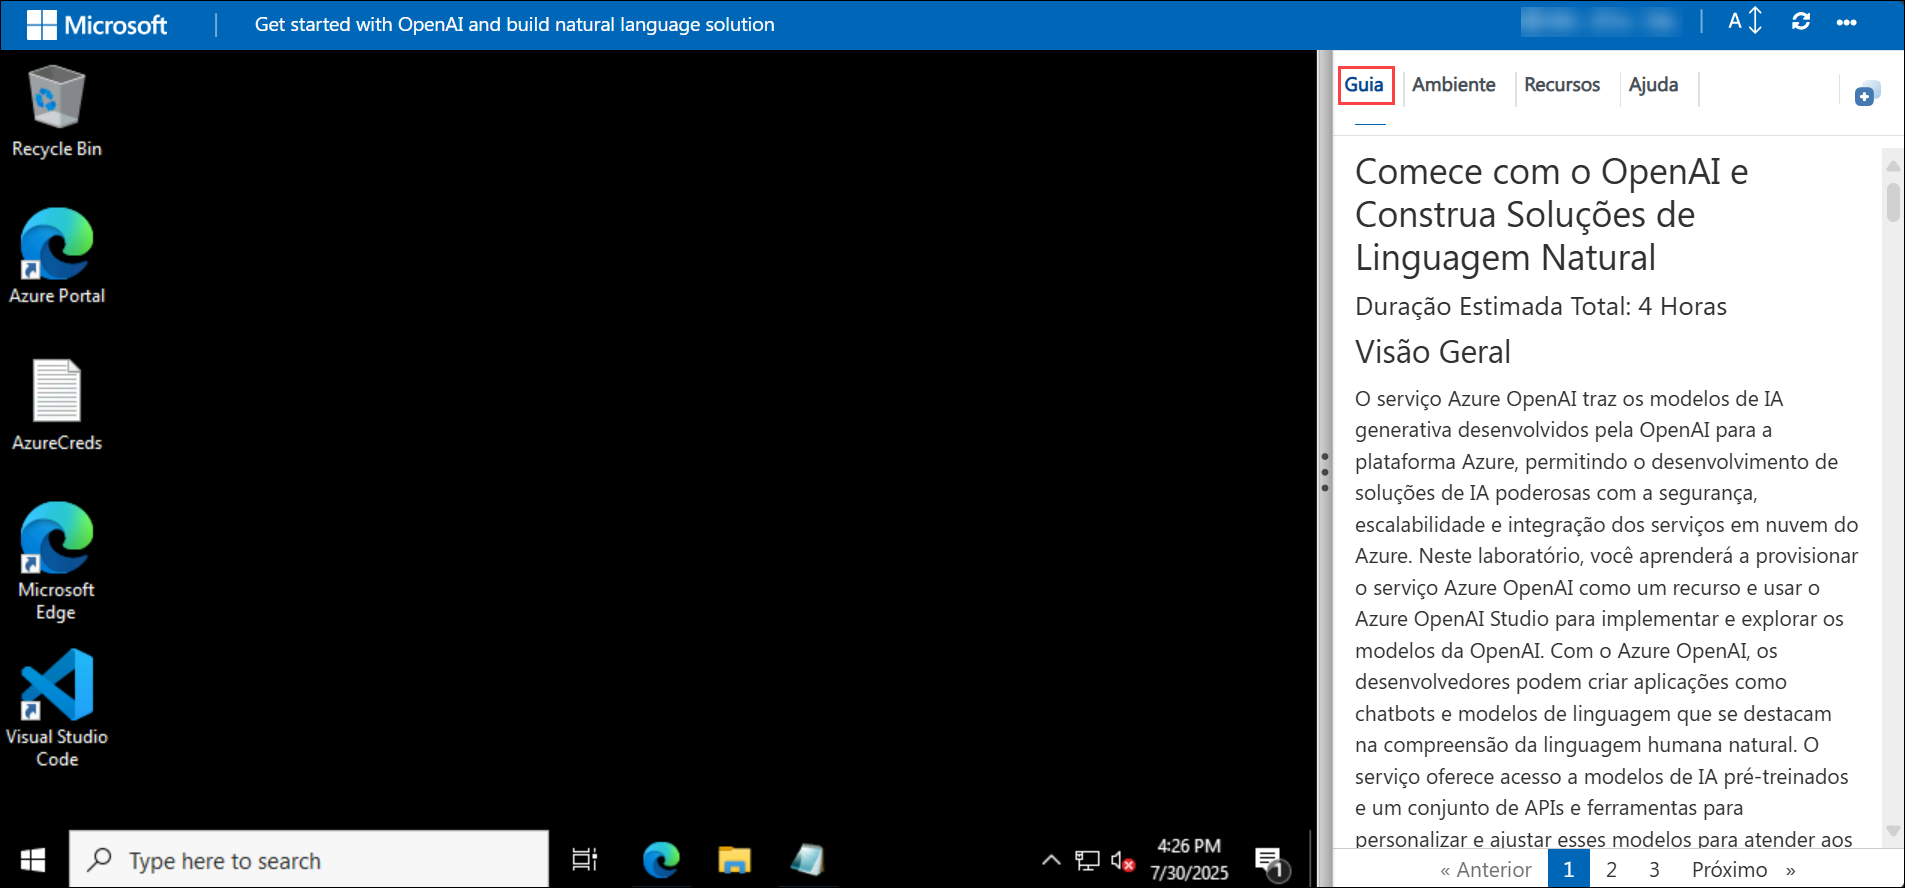 Microsoft
Get started with OpenAI and build natural language solution
A
Recycle Bin
Azure Portal
AzureCreds
Microsoft
Edge
Visual Studio
Code
Type here to search
4:26 PM
7/30/2025
1
Guia
Ambiente
Recursos
Ajuda
Comece com o OpenAI e
Construa Soluções de
Linguagem Natural
Duração Estimada Total: 4 Horas
Visão Geral
O serviço Azure OpenAI traz os modelos de IA
generativa desenvolvidos pela OpenAI para a
plataforma Azure, permitindo o desenvolvimento de
soluções de IA poderosas com a segurança,
escalabilidade e integração dos serviços em nuvem do
Azure. Neste laboratório, você aprenderá a provisionar
o serviço Azure OpenAI como um recurso e usar o
Azure OpenAI Studio para implementar e explorar os
modelos da OpenAI. Com o Azure OpenAI, os
desenvolvedores podem criar aplicações como
chatbots e modelos de linguagem que se destacam
na compreensão da linguagem humana natural. O
serviço oferece acesso a modelos de IA pré-treinados
e um conjunto de APIs e ferramentas para
personalizar e ajustar esses modelos para atender aos
« Anterior 1 2 3 Próximo »